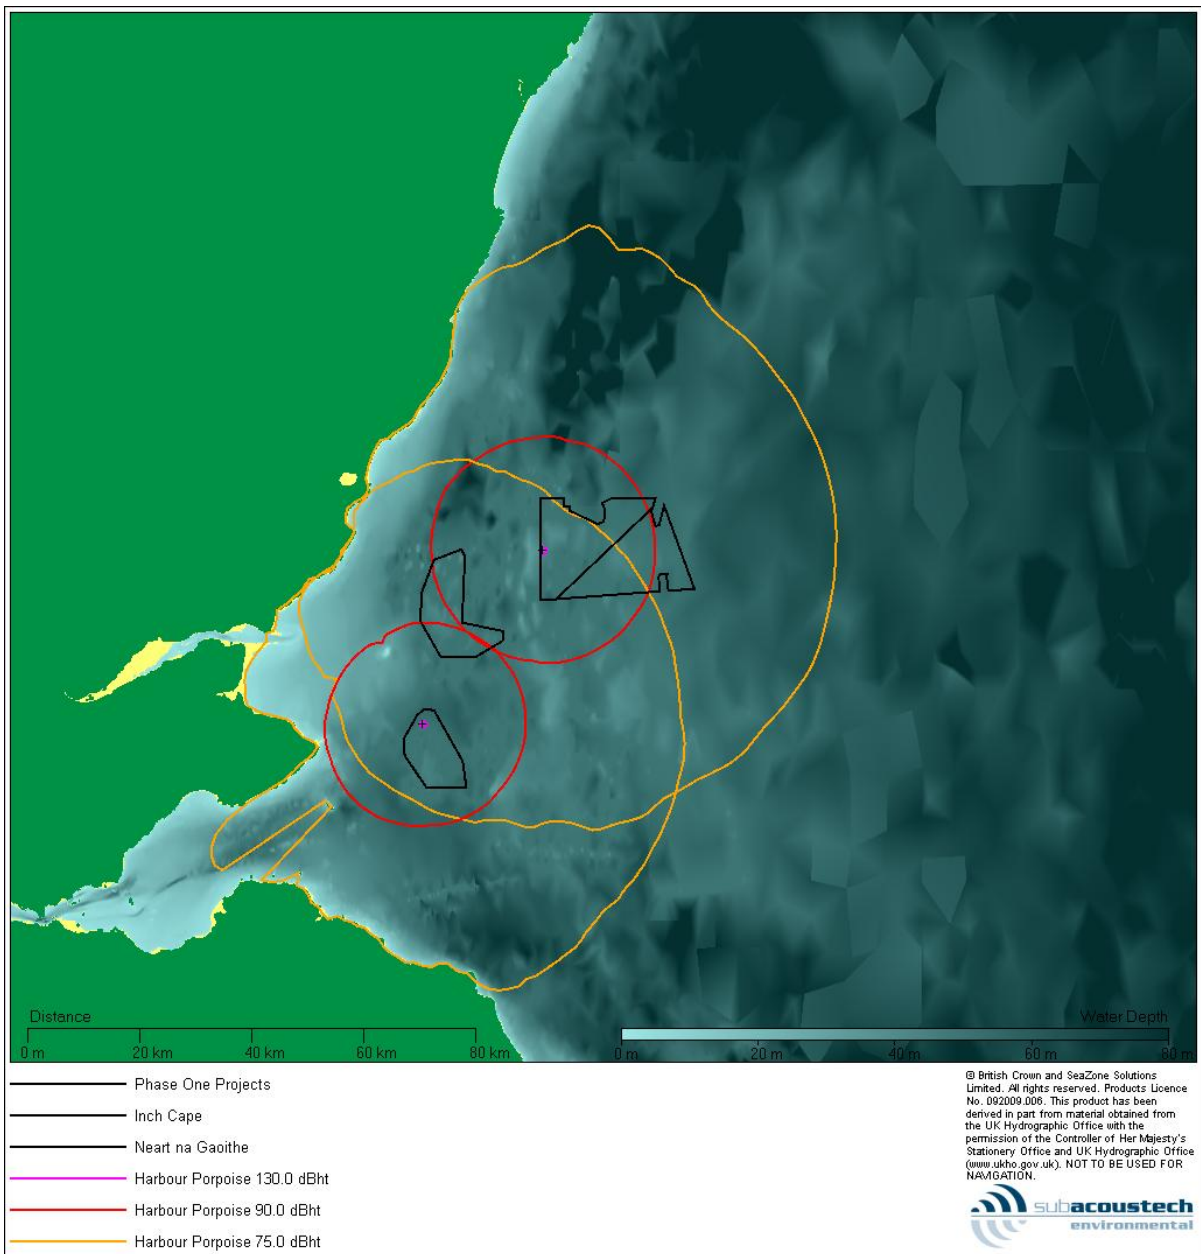 Distance
0 m 20 km 40 km 60 km 80 km
Water Depth
0 m 20 m 40 m 60 m 80 m
Phase One Projects
Inch Cape
Neart na Gaoithe
Harbour Porpoise 130.0 dBht
Harbour Porpoise 90.0 dBht
Harbour Porpoise 75.0 dBht
© British Crown and SeaZone Solutions
Limited. All rights reserved. Products Licence
No. 092009.006. This product has been
derived in part from material obtained from
the UK Hydrographic Office with the
permission of the Controller of Her Majesty's
Stationery Office and UK Hydrographic Office
(www.ukho.gov.uk). NOT TO BE USED FOR
NAVIGATION.
subacoustech
environmental